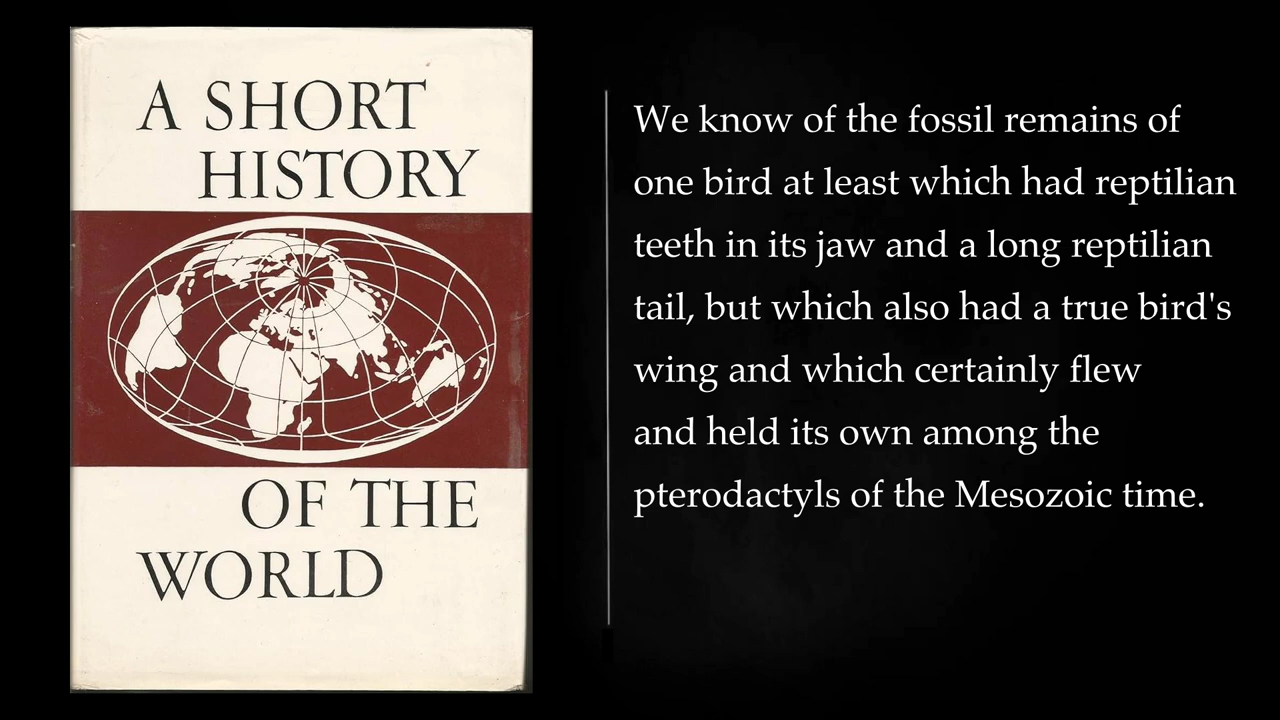 A SHORT
HISTORY
OF THE
WORLD
We know of the fossil remains of
one bird at least which had reptilian
teeth in its jaw and a long reptilian
tail, but which also had a true bird's
wing and which certainly flew
and held its own among the
pterodactyls of the Mesozoic time.